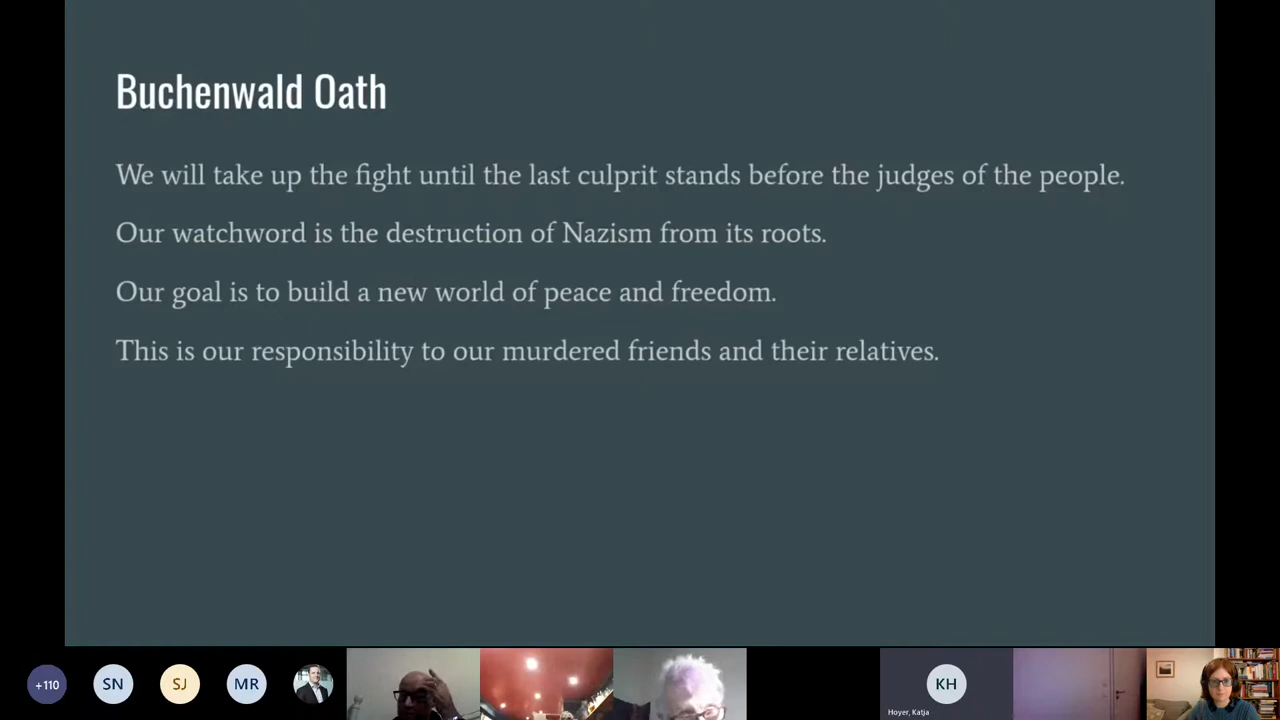 Buchenwald Oath
We will take up the fight until the last culprit stands before the judges of the people.
Our watchword is the destruction of Nazism from its roots.
Our goal is to build a new world of peace and freedom.
This is our responsibility to our murdered friends and their relatives.
+110
SN
SJ
MR
KH
Hoyer, Katja